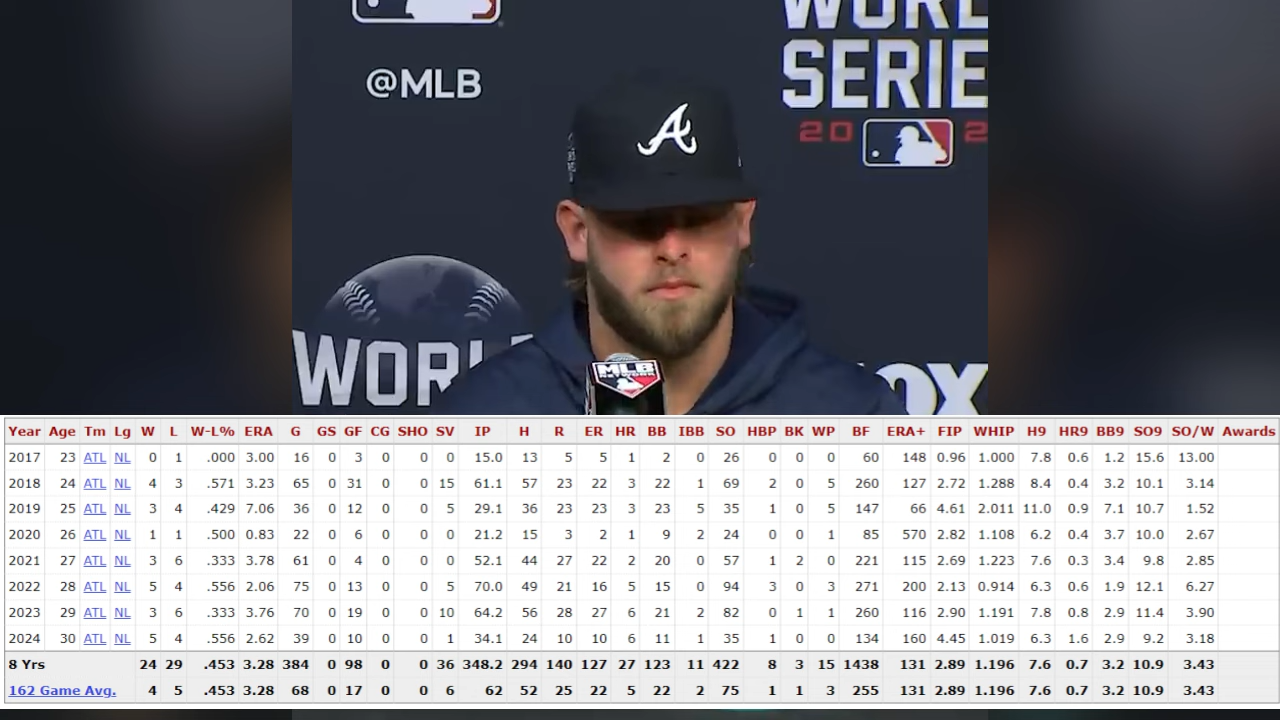 WORL
@MLB
SERIE
20 2
A
WORL
MLB
NETWORK
OX
Year Age Tm Lg W L W-L% ERA G GS GF CG SHO SV IP H R ER HR BB IBB SO HBP BK WP BF ERA+ FIP WHIP H9 HR9 BB9 SO9 SO/W Awards
2017 23 ATL NL 0 1 .000 3.00 16 0 3 0 0 0 15.0 13 5 5 1 2 0 26 0 0 0 60 148 0.96 1.000 7.8 0.6 1.2 15.6 13.00
2018 24 ATL NL 4 3 .571 3.23 65 0 31 0 0 15 61.1 57 23 22 3 22 1 69 2 0 5 260 127 2.72 1.288 8.4 0.4 3.2 10.1 3.14
2019 25 ATL NL 3 4 .429 7.06 36 0 12 0 0 5 29.1 36 23 23 3 23 5 35 1 0 5 147 66 4.61 2.011 11.0 0.9 7.1 10.7 1.52
2020 26 ATL NL 1 1 .500 0.83 22 0 6 0 0 0 21.2 15 3 2 1 9 2 24 0 0 1 85 570 2.82 1.108 6.2 0.4 3.7 10.0 2.67
2021 27 ATL NL 3 6 .333 3.78 61 0 4 0 0 0 52.1 44 27 22 2 20 0 57 1 2 0 221 115 2.69 1.223 7.6 0.3 3.4 9.8 2.85
2022 28 ATL NL 5 4 .556 2.06 75 0 13 0 0 5 70.0 49 21 16 5 15 0 94 3 0 3 271 200 2.13 0.914 6.3 0.6 1.9 12.1 6.27
2023 29 ATL NL 3 6 .333 3.76 70 0 19 0 0 10 64.2 56 28 27 6 21 2 82 0 1 1 260 116 2.90 1.191 7.8 0.8 2.9 11.4 3.90
2024 30 ATL NL 5 4 .556 2.62 39 0 10 0 0 1 34.1 24 10 10 6 11 1 35 1 0 0 134 160 4.45 1.019 6.3 1.6 2.9 9.2 3.18
8 Yrs 24 29 .453 3.28 384 0 98 0 0 36 348.2 294 140 127 27 123 11 422 8 3 15 1438 131 2.89 1.196 7.6 0.7 3.2 10.9 3.43
162 Game Avg. 4 5 .453 3.28 68 0 17 0 0 6 62 52 25 22 5 22 2 75 1 1 3 255 131 2.89 1.196 7.6 0.7 3.2 10.9 3.43